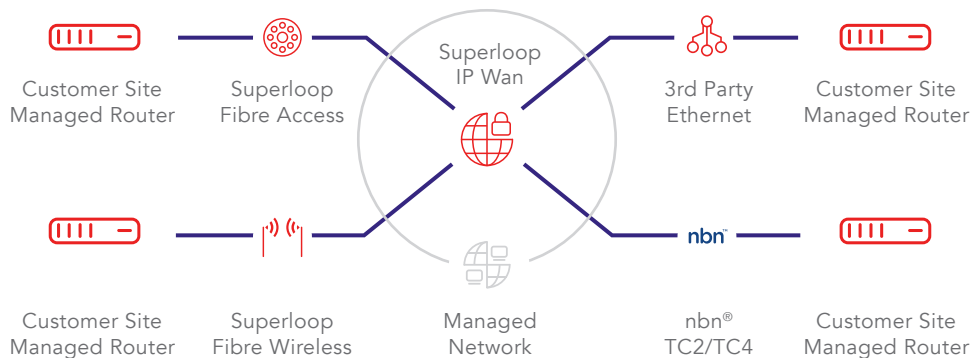 Superloop
IP Wan
Customer Site
Managed Router
Superloop
Fibre Access
3rd Party
Ethernet
Customer Site
Managed Router
nbn™
Customer Site
Managed Router
Superloop
Fibre Wireless
Managed
Network
nbn®
TC2/TC4
Customer Site
Managed Router